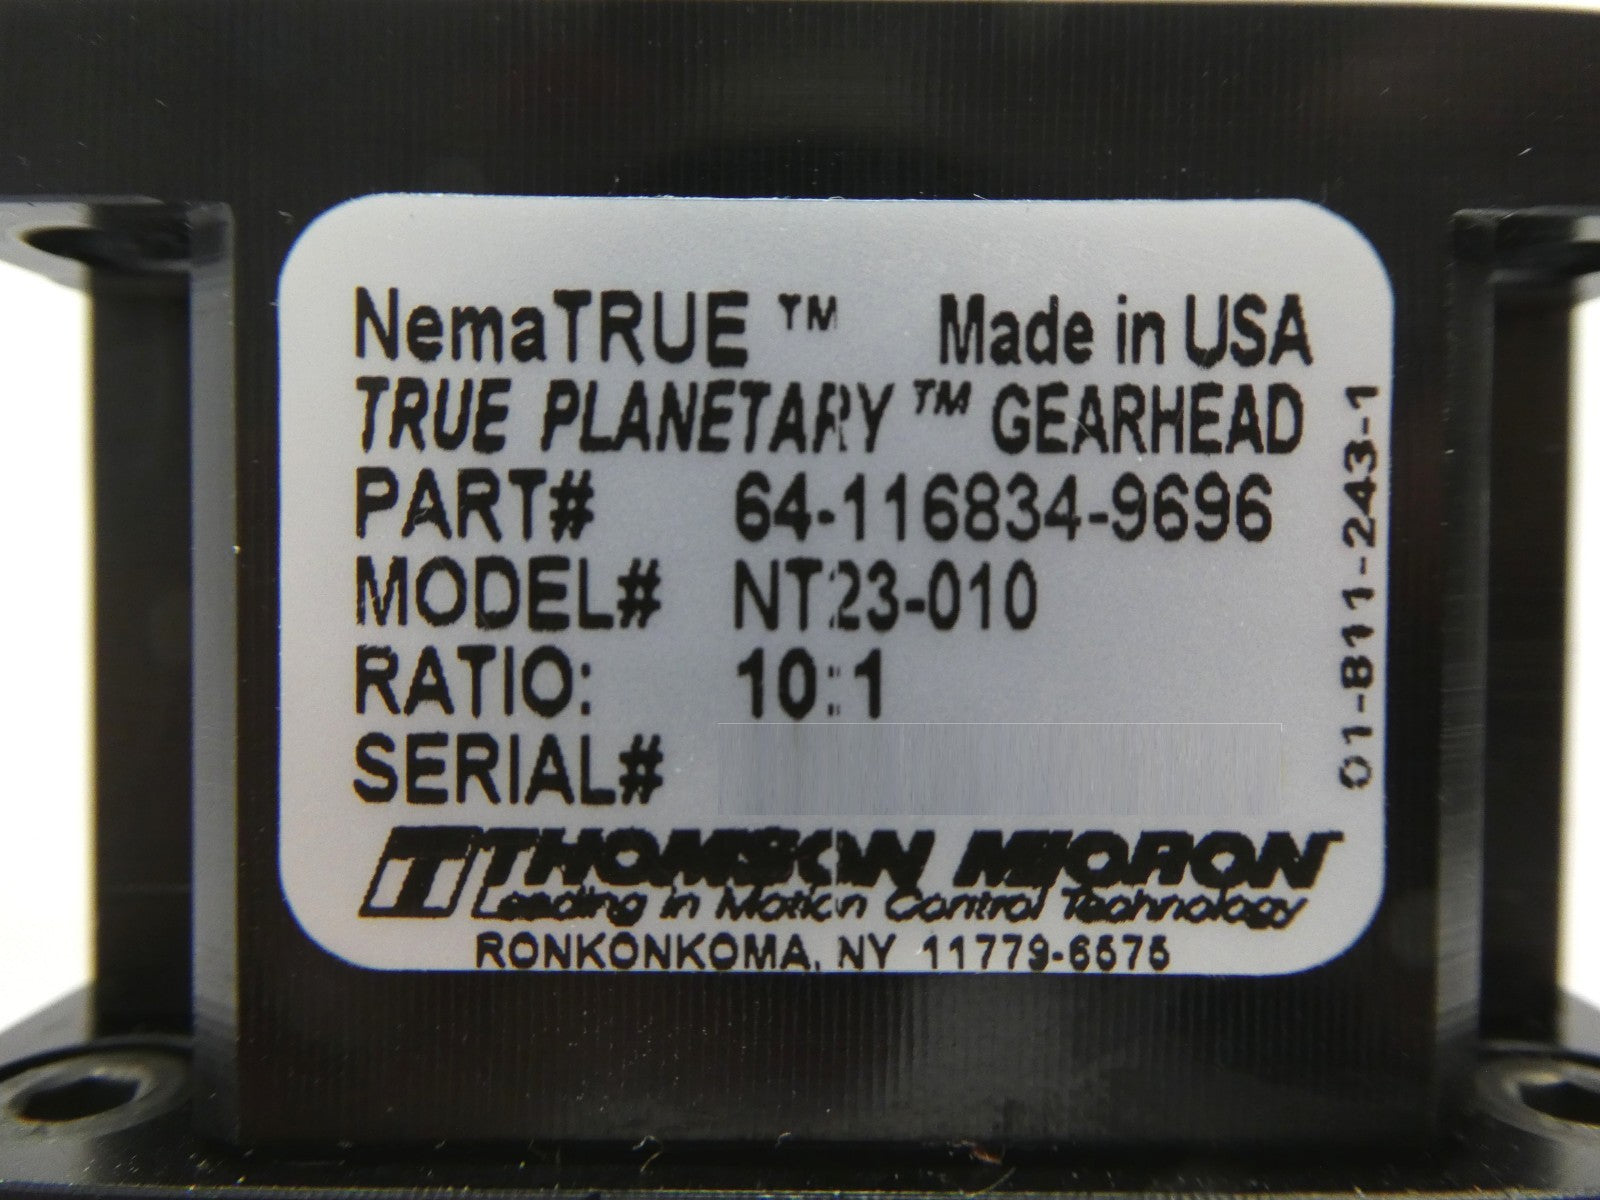 NemaTRUE ™ Made in USA
TRUE PLANETARY ™ GEARHEAD
PART# 64-116834-9696
MODEL# NT23-010
RATIO: 10:1
SERIAL#
T THOMSON MICRON
Leading in Motion Control Technology
RONKONKOMA, NY 11779-6575
01-811-243-1